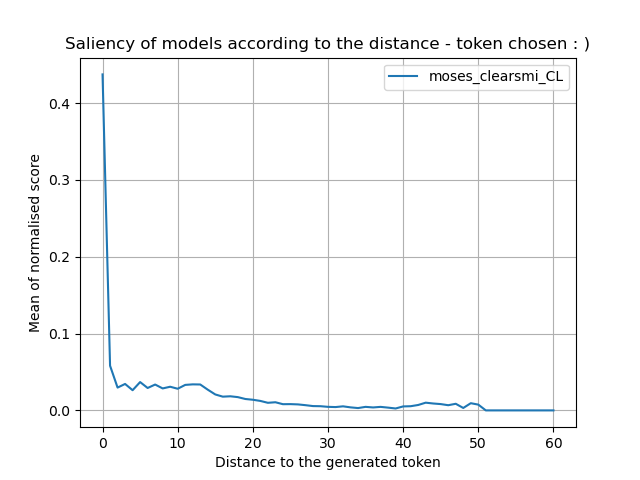 Saliency of models according to the distance - token chosen : )
moses_clearsmi_CL
Mean of normalised score
0.4
0.3
0.2
0.1
0.0
0 10 20 30 40 50 60
Distance to the generated token